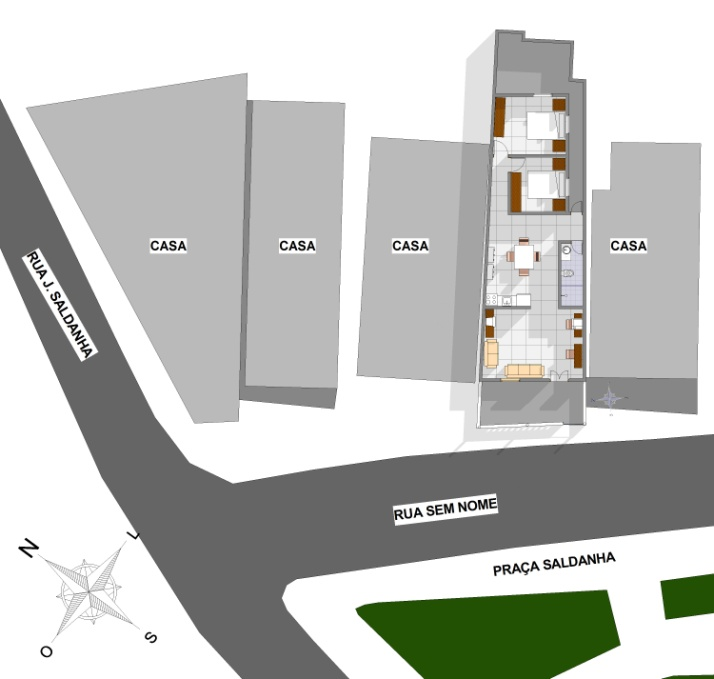 CASA
CASA
CASA
CASA
RUA J. SALDANHA
RUA SEM NOME
PRAÇA SALDANHA
N
L
O
S